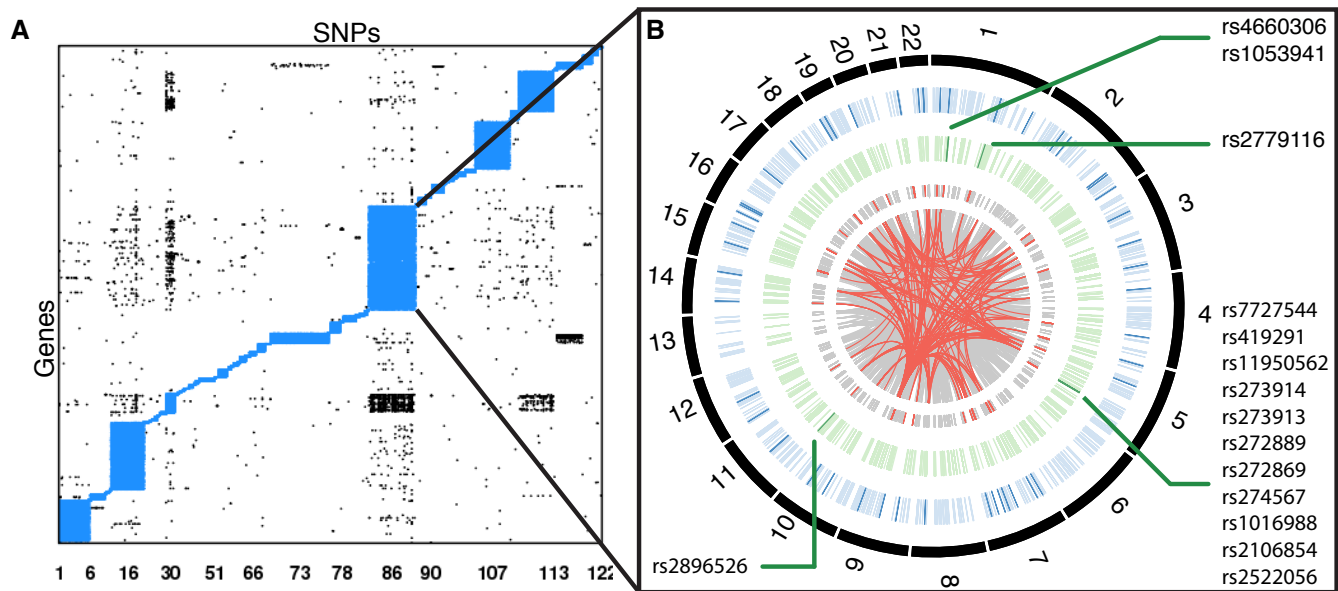 A
SNPs
Genes
1 6 16 30 51 66 73 78 86 90 107 113 122
B
1
2
3
4
5
6
7
8
9
10
11
12
13
14
15
16
17
18
19
20
21
22
rs4660306
rs1053941
rs2779116
rs7727544
rs419291
rs11950562
rs273914
rs273913
rs272889
rs272869
rs274567
rs1016988
rs2106854
rs2522056
rs2896526